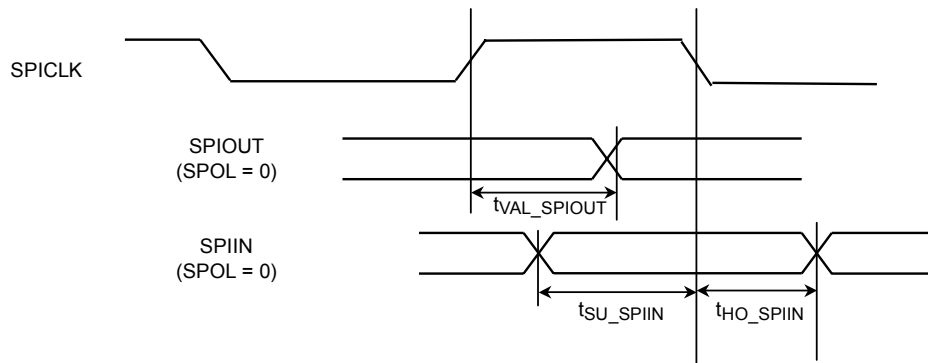 SPICLK
SPIOUT
(SPOL = 0)
tVAL_SPIOUT
SPIIN
(SPOL = 0)
tSU_SPIIN
tHO_SPIIN